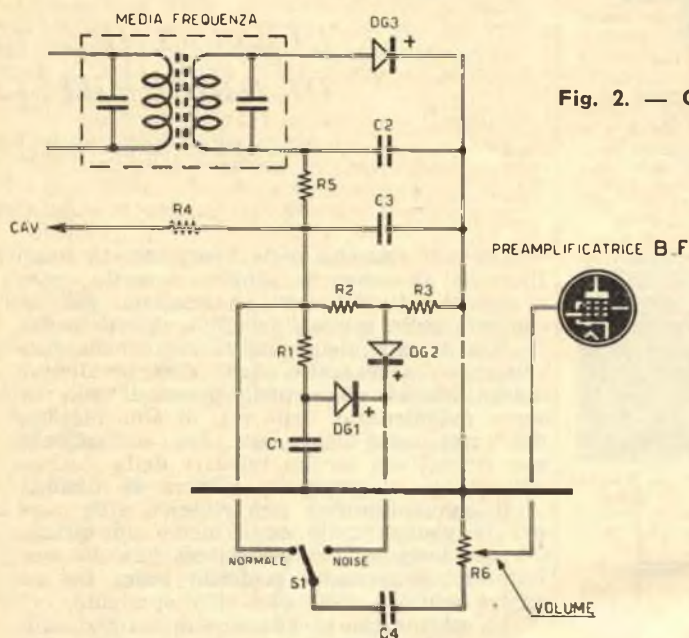 MEDIA FREQUENZA
DG3
+
Fig. 2. —
C2
R5
C3
CAV
R4
PREAMPLIFICATRICE B.F
R2
R3
R1
DG2
+
DG1
+
C1
NORMALE
NOISE
S1
R6
VOLUME
C4